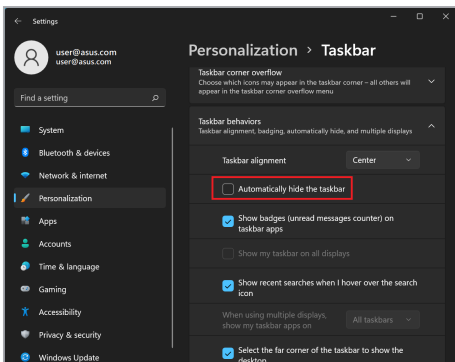 Settings
user@asus.com
user@asus.com
Find a setting
System
Bluetooth & devices
Network & internet
Personalization
Apps
Accounts
Time & language
Gaming
Accessibility
Privacy & security
Windows Update
Personalization > Taskbar
Taskbar corner overflow
Choose which icons may appear in the taskbar corner – all others will
appear in the taskbar corner overflow menu
Taskbar behaviors
Taskbar alignment, badging, automatically hide, and multiple displays
Taskbar alignment
Center
Automatically hide the taskbar
Show badges (unread messages counter) on
taskbar apps
Show my taskbar on all displays
Show recent searches when I hover over the search
icon
When using multiple displays,
show my taskbar apps on
All taskbars
Select the far corner of the taskbar to show the
desktop